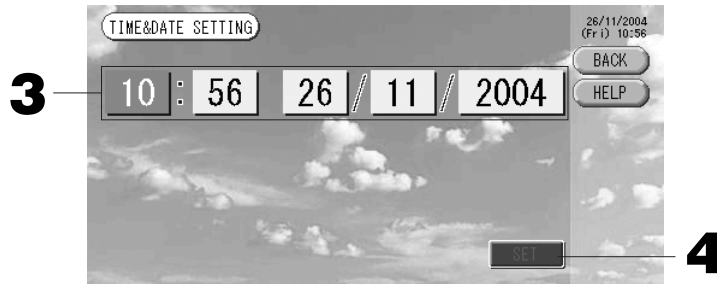 TIME&DATE SETTING
26/11/2004
(Fri) 10:56
BACK
HELP
3
10 : 56 26 / 11 / 2004
SET
4